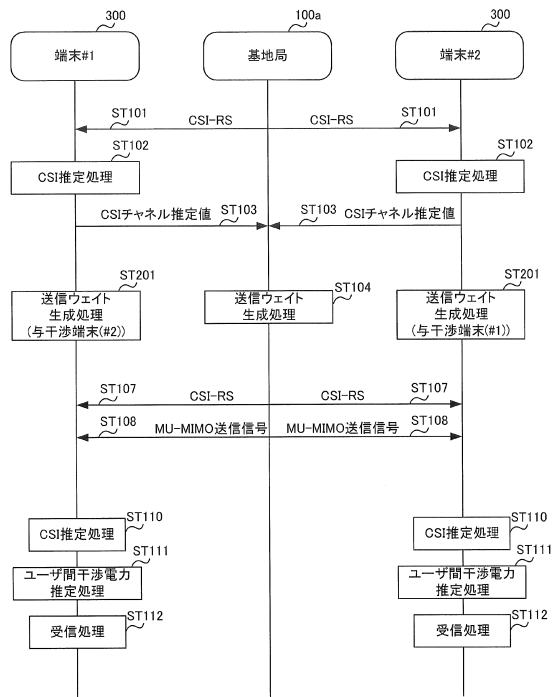 300
100a
300
端末#1
基地局
端末#2
ST101
CSI-RS
CSI-RS
ST101
ST102
CSI推定処理
ST102
CSI推定処理
CSIチャネル推定値
ST103
ST103
CSIチャネル推定値
ST201
送信ウェイト
生成処理
(与干渉端末(#2))
ST104
送信ウェイト
生成処理
ST201
送信ウェイト
生成処理
(与干渉端末(#1))
ST107
CSI-RS
CSI-RS
ST107
ST108
MU-MIMO送信信号
MU-MIMO送信信号
ST108
ST110
CSI推定処理
ST110
CSI推定処理
ST111
ユーザ間干渉電力
推定処理
ST111
ユーザ間干渉電力
推定処理
ST112
受信処理
ST112
受信処理